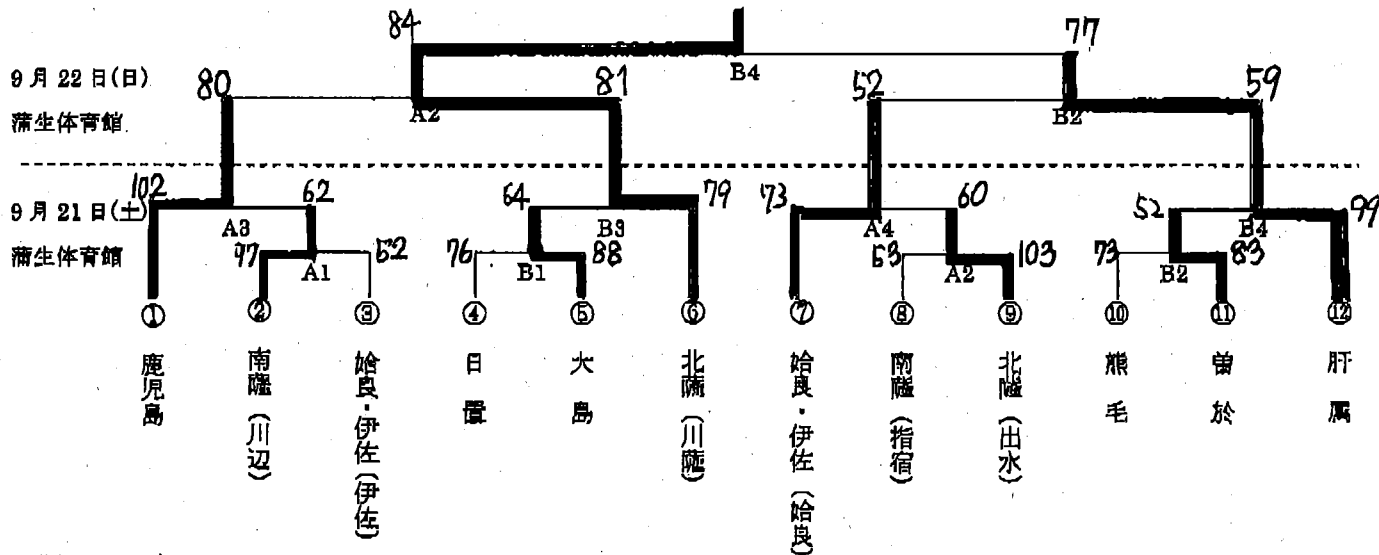 84
77
9月22日(日)
80
81
52
59
B4
蒲生体育館
A2
B2
9月21日(土)
102
62
64
79
73
60
52
99
A3
B3
A4
B4
蒲生体育館
97
52
76
88
63
103
73
83
A1
B1
A2
B2
① ② ③ ④ ⑤ ⑥ ⑦ ⑧ ⑨ ⑩ ⑪ ⑫
鹿児島
南薩(川辺)
姶良・伊佐(伊佐)
日置
大島
北薩(川薩)
姶良・伊佐(姶良)
南薩(指宿)
北薩(出水)
熊毛
曽於
肝属